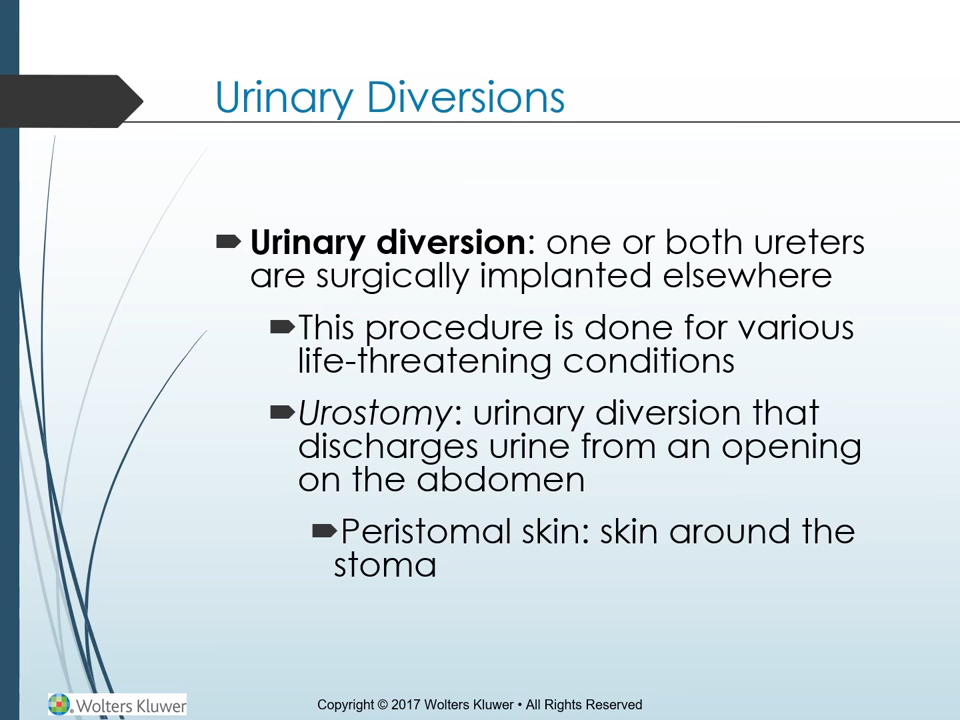 Urinary Diversions
Urinary diversion: one or both ureters
are surgically implanted elsewhere
This procedure is done for various
life-threatening conditions
Urostomy: urinary diversion that
discharges urine from an opening
on the abdomen
Peristomal skin: skin around the
stoma
Wolters Kluwer
Copyright © 2017 Wolters Kluwer • All Rights Reserved